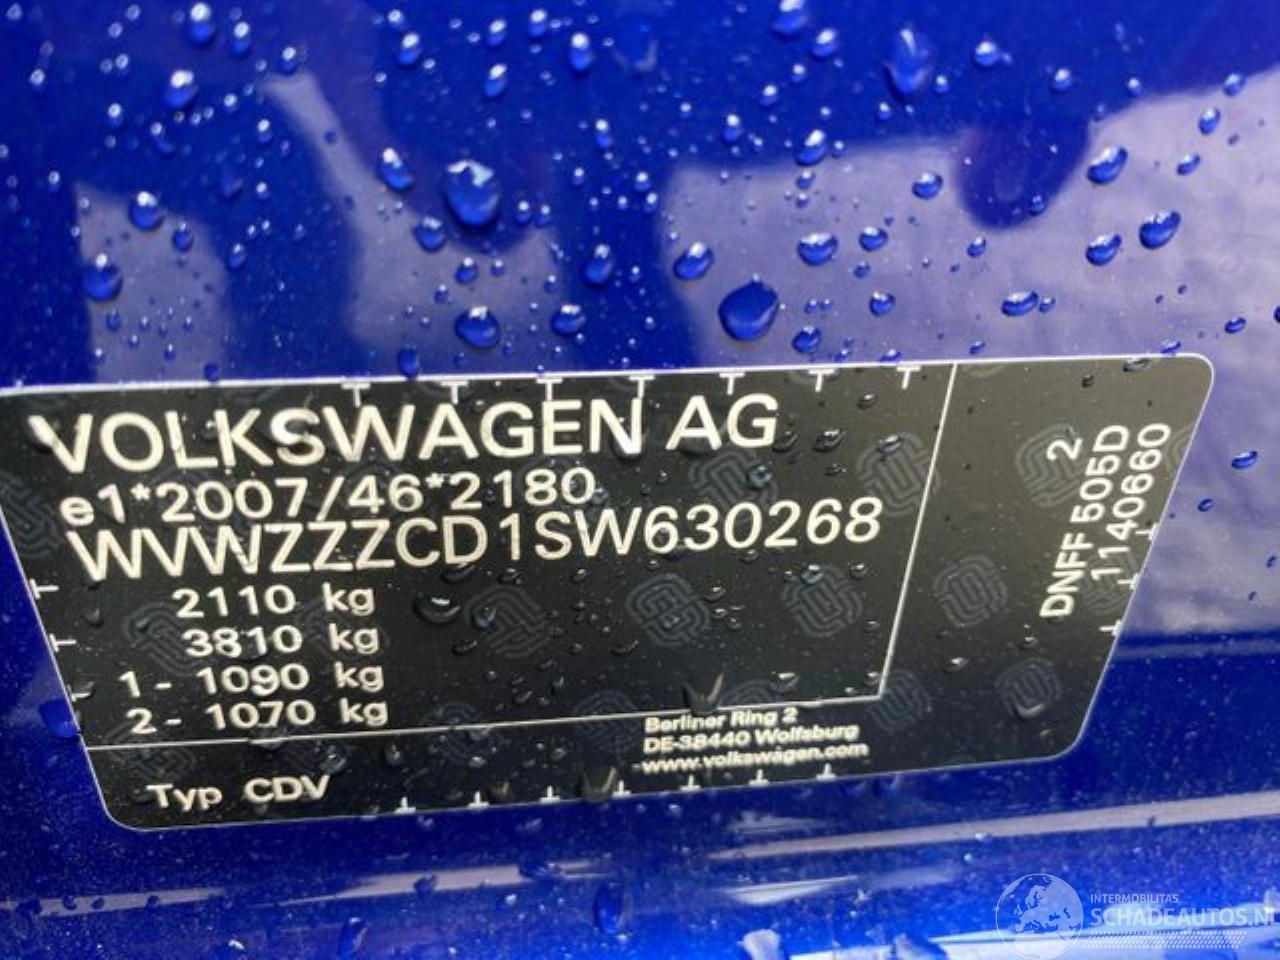 VOLKSWAGEN AG
e1*2007/46*2180
WVWZZZCD1SW630268
2110 kg
3810 kg
1 - 1090 kg
2 - 1070 kg
Berliner Ring 2
DE-38440 Wolfsburg
www.volkswagen.com
Typ CDV
DNFF 505D 2
1140660
INTERMOBILITAS
SCHADEAUTOS.NL